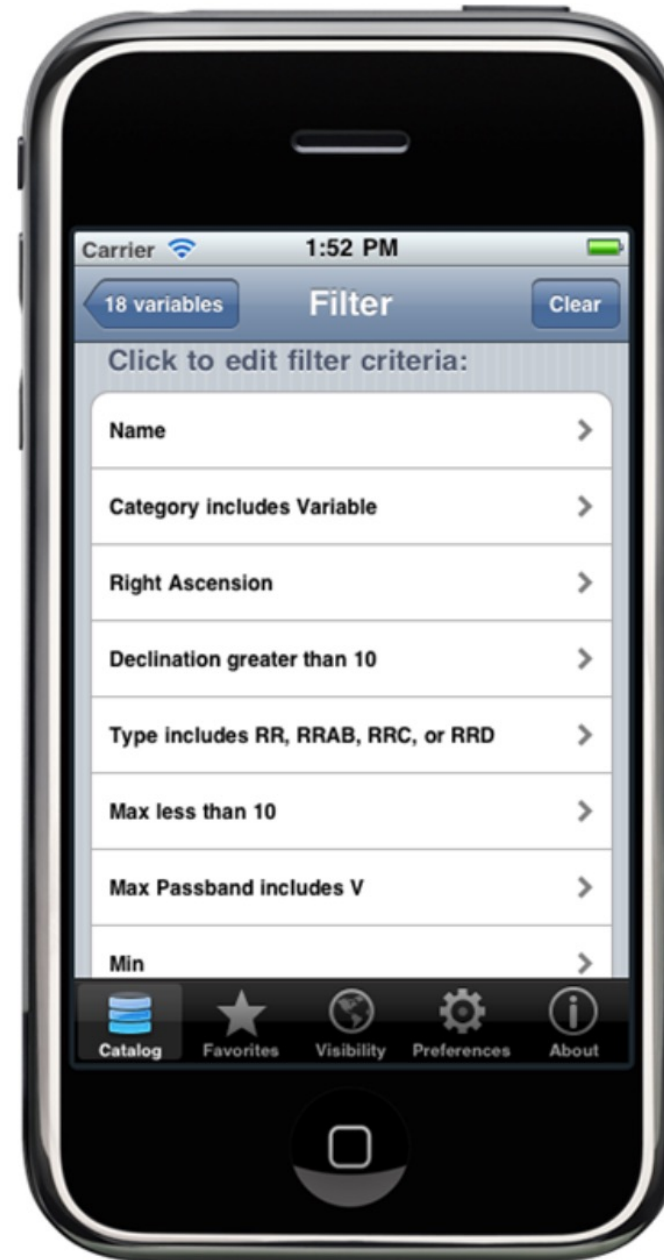 Carrier 1:52 PM
18 variables Filter Clear
Click to edit filter criteria:
Name
Category includes Variable
Right Ascension
Declination greater than 10
Type includes RR, RRAB, RRC, or RRD
Max less than 10
Max Passband includes V
Min
Catalog Favorites Visibility Preferences About